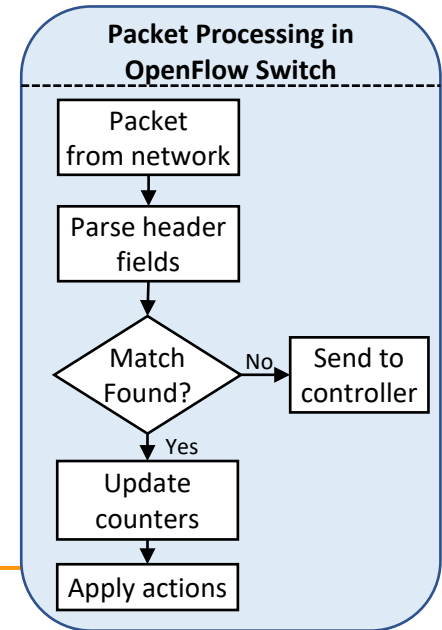 Packet Processing in
OpenFlow Switch
Packet
from network
Parse header
fields
Match
Found?
No
Send to
controller
Yes
Update
counters
Apply actions